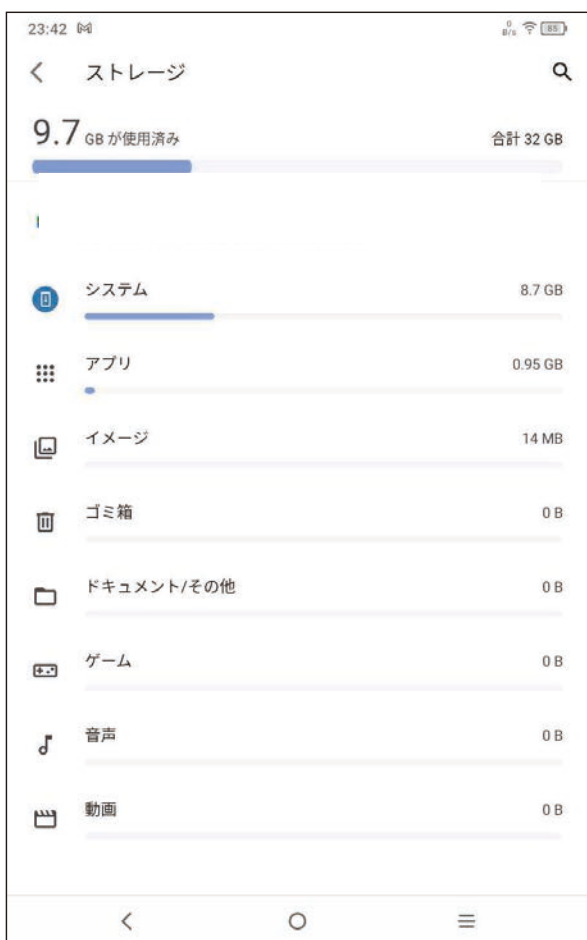 23:42
0 B/s 85
ストレージ
9.7 GB が使用済み 合計 32 GB
システム 8.7 GB
アプリ 0.95 GB
イメージ 14 MB
ゴミ箱 0 B
ドキュメント/その他 0 B
ゲーム 0 B
音声 0 B
動画 0 B